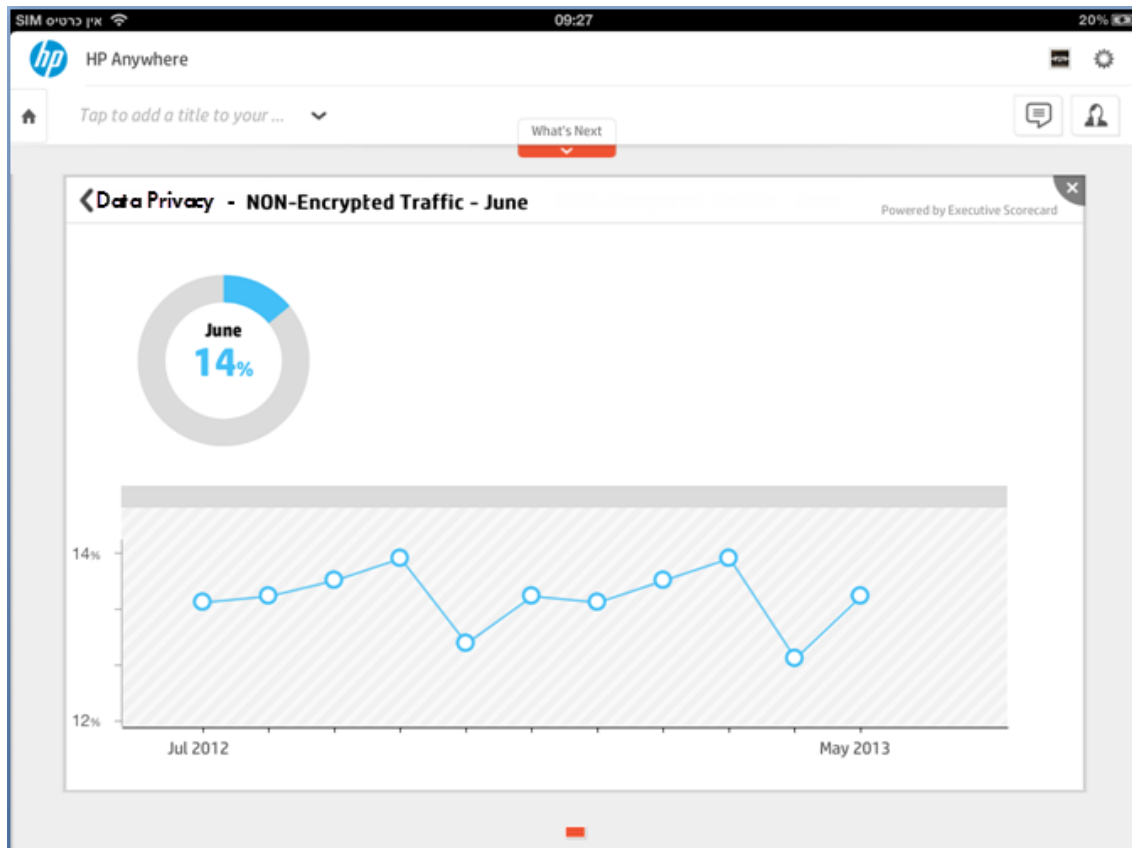 SIM אין כרטיס 09:27 20%
hp HP Anywhere
Tap to add a title to your ...
What's Next
Data Privacy - NON-Encrypted Traffic - June
Powered by Executive Scorecard
June
14%
14%
12%
Jul 2012 May 2013